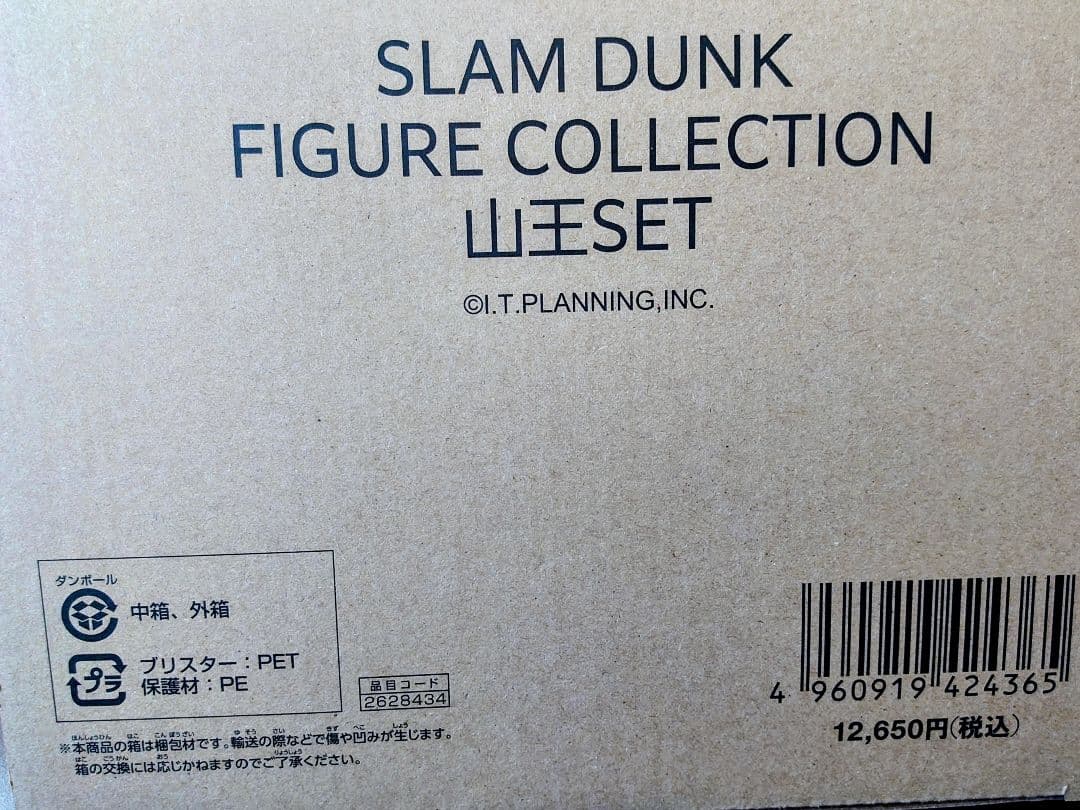 SLAM DUNK
FIGURE COLLECTION
山王SET
©I.T.PLANNING,INC.
ダンボール
中箱、外箱
プラ
ブリスター：PET
保護材：PE
品目コード
2628434
※本商品の箱は梱包材です。輸送の際などで傷や凹みが生じます。
箱の交換には応じかねますのでご了承ください。
4 960919 424365
12,650円(税込)